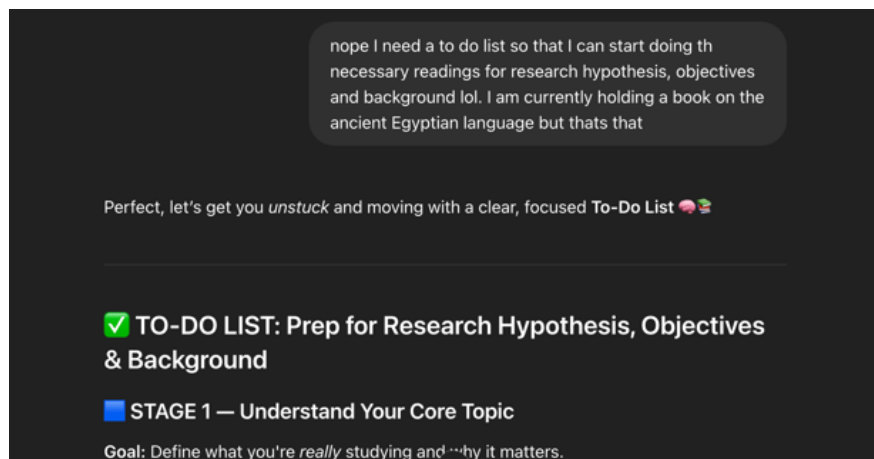 nope I need a to do list so that I can start doing th
necessary readings for research hypothesis, objectives
and background lol. I am currently holding a book on the
ancient Egyptian language but thats that
Perfect, let's get you unstuck and moving with a clear, focused To-Do List 🧠📚
✅ TO-DO LIST: Prep for Research Hypothesis, Objectives
& Background
🟦 STAGE 1 — Understand Your Core Topic
Goal: Define what you're really studying and why it matters.